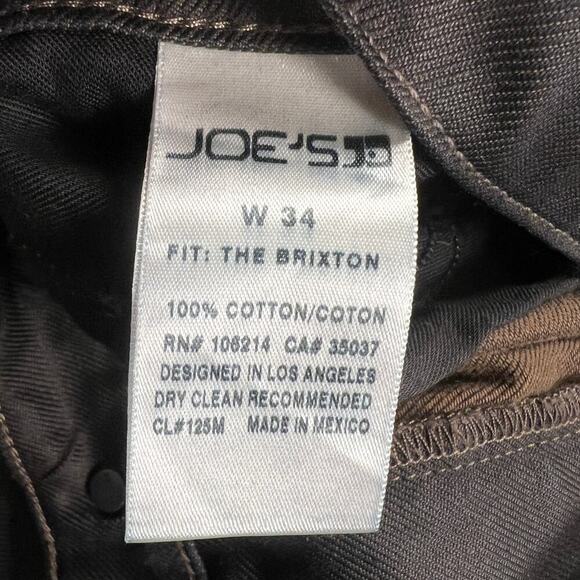 JOE'S
W 34
FIT: THE BRIXTON
100% COTTON/COTON
RN# 106214 CA# 35037
DESIGNED IN LOS ANGELES
DRY CLEAN RECOMMENDED
CL#125M MADE IN MEXICO